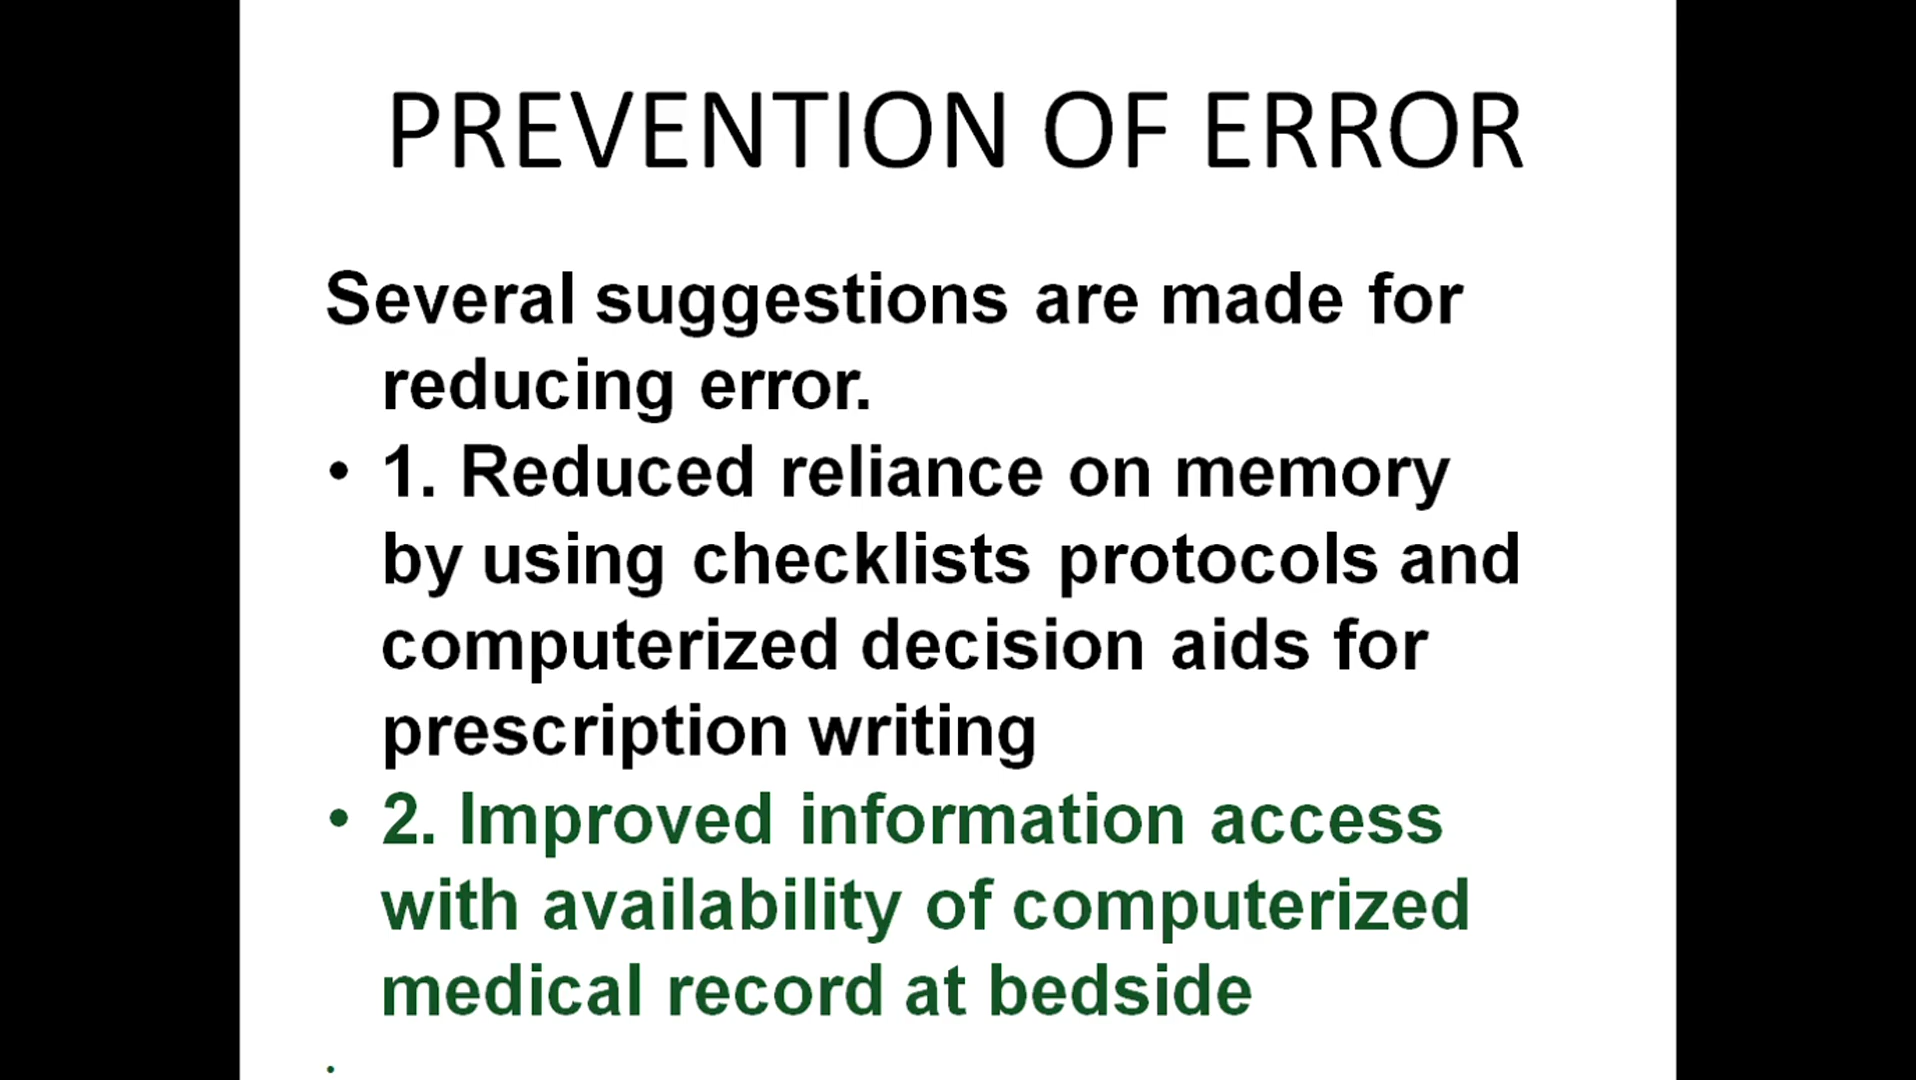 PREVENTION OF ERROR
Several suggestions are made for
reducing error.
• 1. Reduced reliance on memory
by using checklists protocols and
computerized decision aids for
prescription writing
• 2. Improved information access
with availability of computerized
medical record at bedside
•